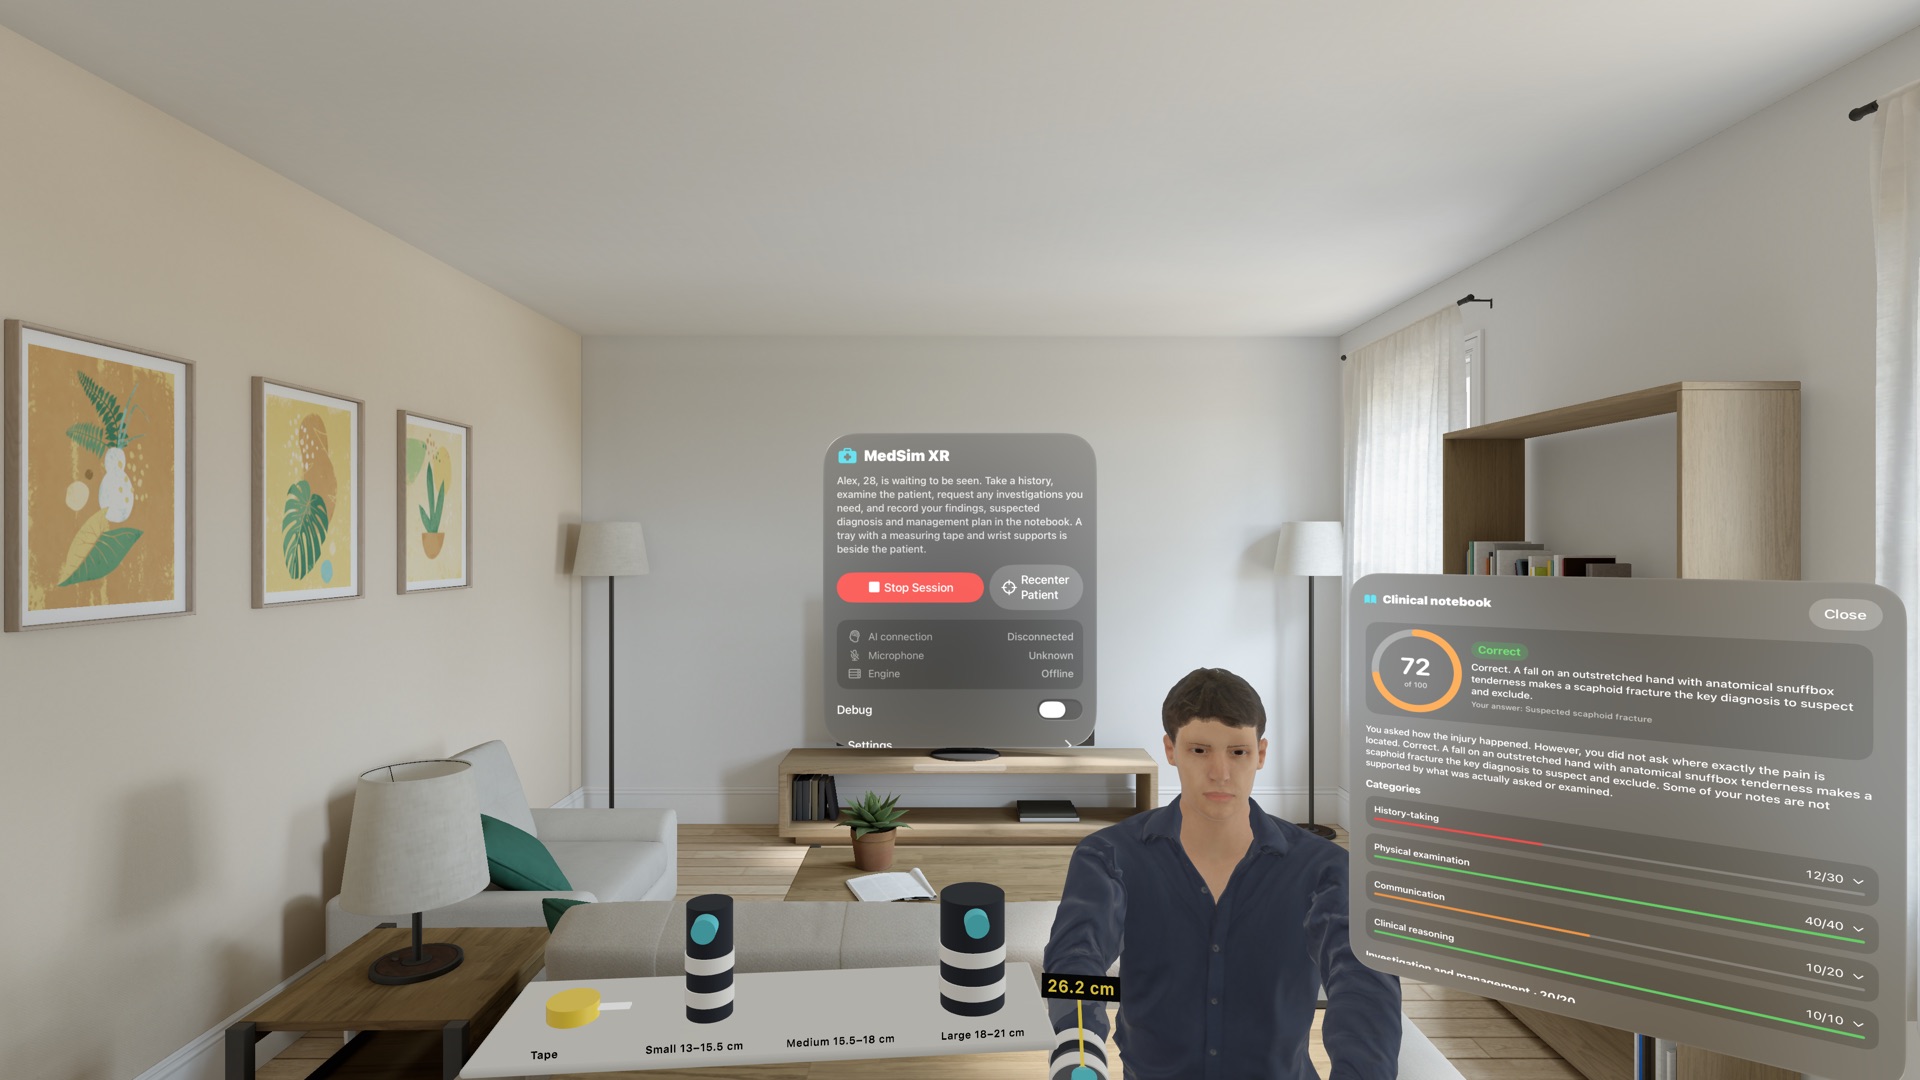 MedSim XR
Alex, 28, is waiting to be seen. Take a history,
examine the patient, request any investigations you
need, and record your findings, suspected
diagnosis and management plan in the notebook. A
tray with a measuring tape and wrist supports is
beside the patient.
Stop Session
Recenter
Patient
AI connection Disconnected
Microphone Unknown
Engine Offline
Debug
Settings
Clinical notebook
Close
72
of 100
Correct
Correct. A fall on an outstretched hand with anatomical snuffbox
tenderness makes a scaphoid fracture the key diagnosis to suspect
and exclude.
Your answer: Suspected scaphoid fracture
You asked how the injury happened. However, you did not ask where exactly the pain is
located. Correct. A fall on an outstretched hand with anatomical snuffbox tenderness makes a
scaphoid fracture the key diagnosis to suspect and exclude. Some of your notes are not
supported by what was actually asked or examined.
Categories
History-taking 12/30
Physical examination 40/40
Communication 10/20
Clinical reasoning 10/10
Investigation and management · 20/20
26.2 cm
Tape
Small 13–15.5 cm
Medium 15.5–18 cm
Large 18–21 cm